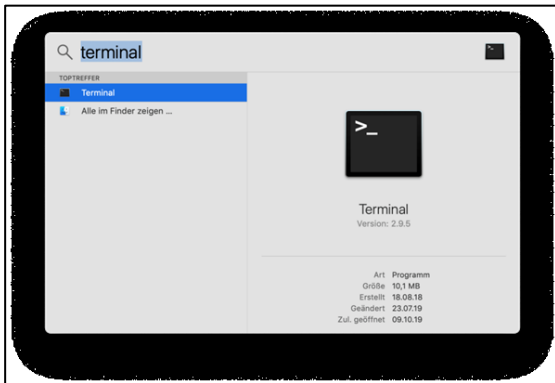 terminal
TOPTREFFER
Terminal
Alle im Finder zeigen ...
>_
Terminal
Version: 2.9.5
Art Programm
Größe 10,1 MB
Erstellt 18.08.18
Geändert 23.07.19
Zul. geöffnet 09.10.19